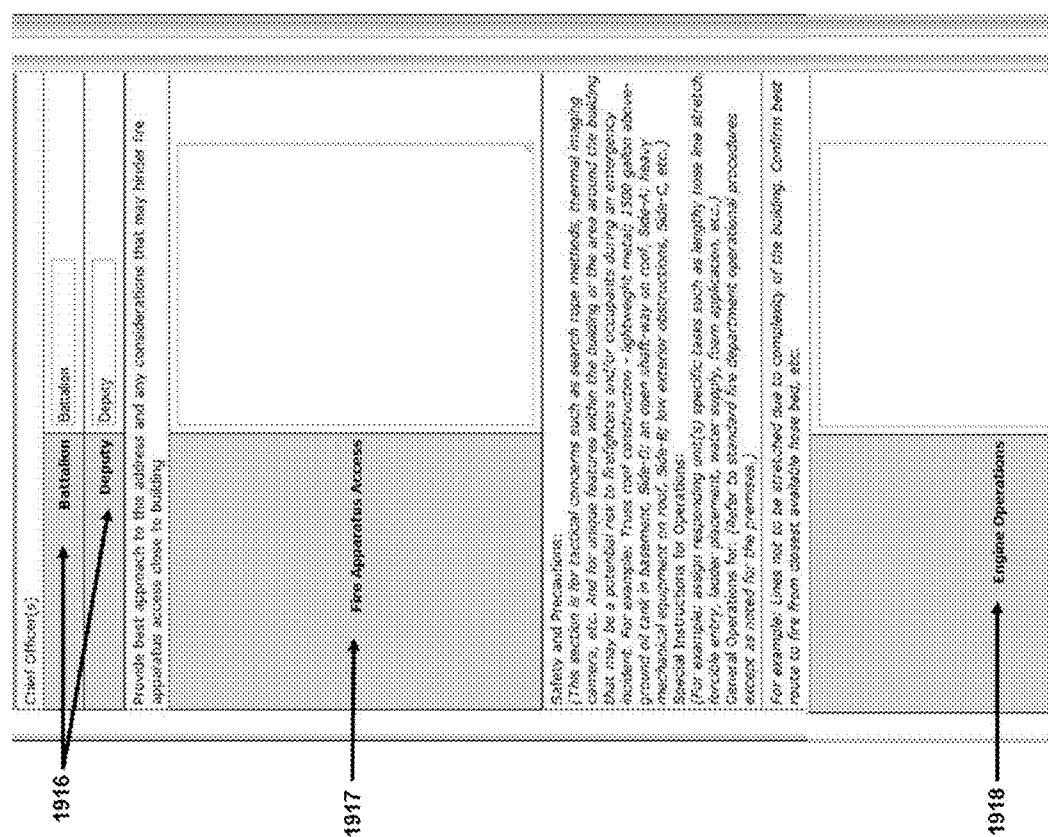 Chief Officer(s)
1916
Battalion Battalion
Deputy Deputy
Provide best approach to this address and any considerations that may hinder fire
apparatus access close to building
1917
Fire Apparatus Access
Safety and Precautions:
(This section is for tactical concerns such as search rope methods, thermal imaging
camera, etc. And for unique features within the building or the area around the building
that may be a potential risk to firefighters and/or occupants during an emergency
incident. For example: Truss roof construction - lightweight metal; 1500 gallon above-
ground oil tank in basement, Side-D; an open shaft-way on roof, Side-A; heavy
mechanical equipment on roof, Side-B; low exterior obstructions, Side-C, etc.)
Special Instructions for Operations:
(For example: assign responding unit(s) specific tasks such as lengthy hose line stretch,
forcible entry, ladder placement, water supply, foam application, etc.)
General Operations for: (Refer to standard fire department operational procedures
except as noted for the premises.)
For example: Lines not to be stretched due to complexity of the building. Confirm best
route to fire from closest available hose bed, etc.
1918
Engine Operations